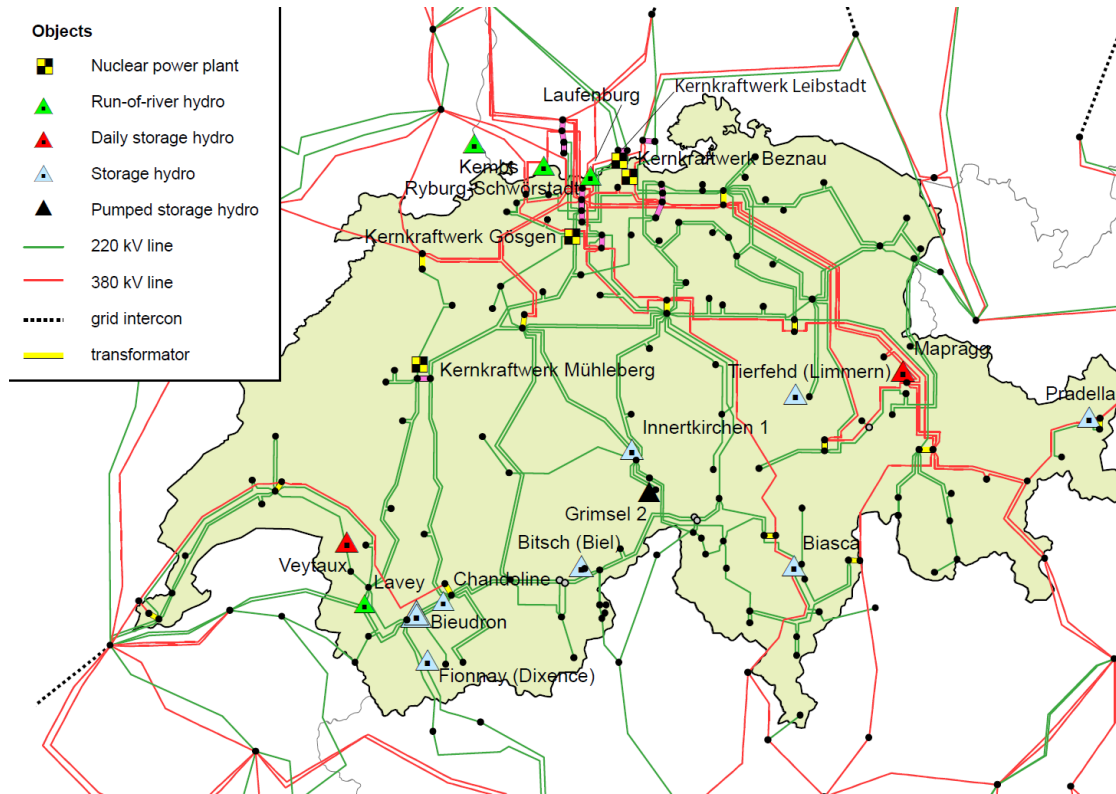 Objects
Nuclear power plant
Run-of-river hydro
Daily storage hydro
Storage hydro
Pumped storage hydro
220 kV line
380 kV line
grid intercon
transformator
Laufenburg
Kernkraftwerk Leibstadt
Kembs
Kernkraftwerk Beznau
Ryburg-Schwörstadt
Kernkraftwerk Gösgen
Mapragg
Kernkraftwerk Mühleberg
Tierfehd (Limmern)
Pradella
Innertkirchen 1
Grimsel 2
Bitsch (Biel)
Biasca
Veytaux
Lavey
Chandoline
Bieudron
Fionnay (Dixence)